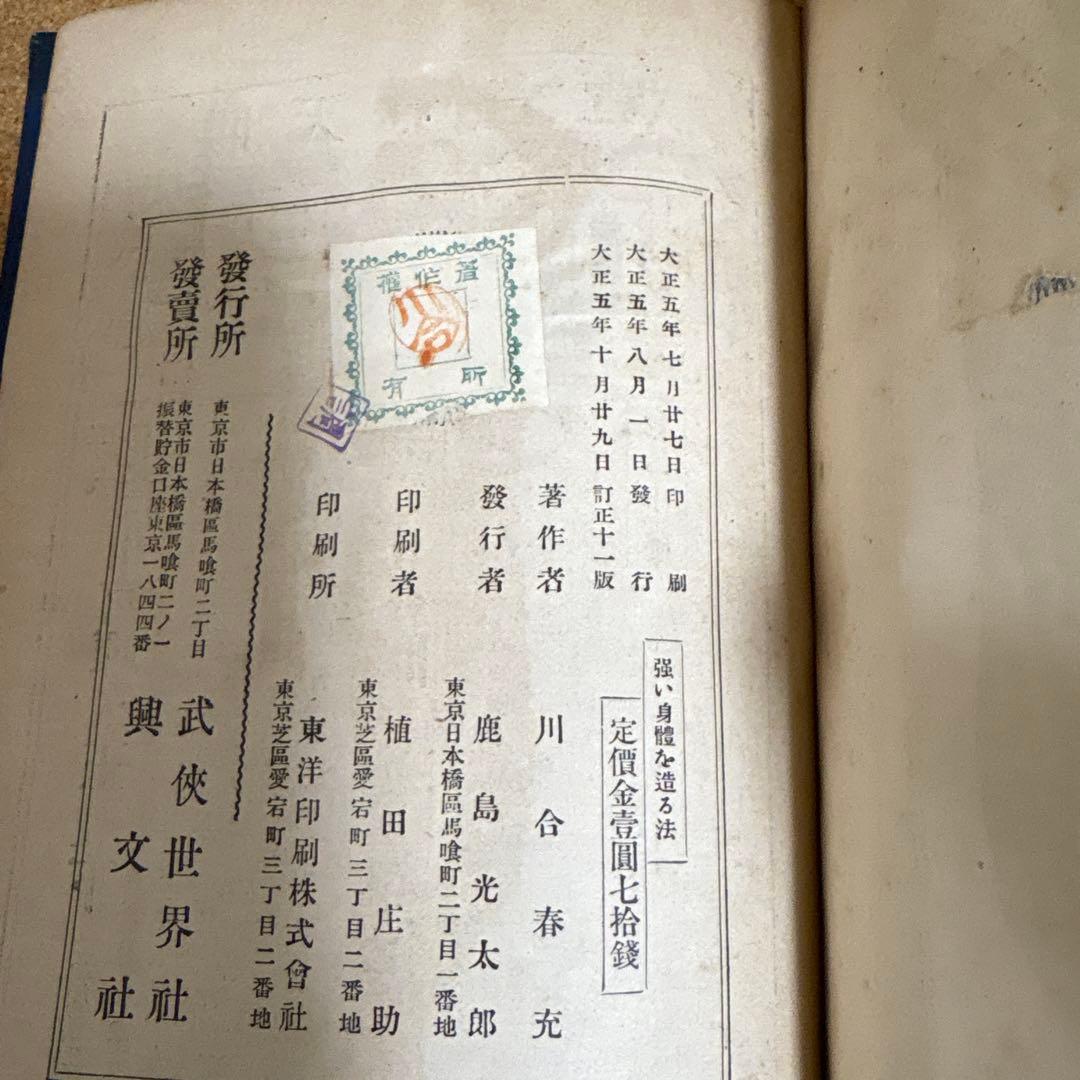 大正五年七月廿七日印刷
大正五年八月一日發行
大正五年十月廿九日訂正十一版
强い身體を造る法
定價金壹圓七拾錢
著作權
所有
川合
著作者 川合春充
發行者 東京日本橋區馬喰町二丁目一番地 鹿島光太郎
印刷者 東京芝區愛宕町三丁目二番地 植田庄助
印刷所 東京芝區愛宕町三丁目二番地 東洋印刷株式會社
發行所 東京市日本橋區馬喰町二丁目 武俠世界社
發賣所 東京市日本橋區馬喰町二ノ一
振替貯金口座東京一八四四番
興文社